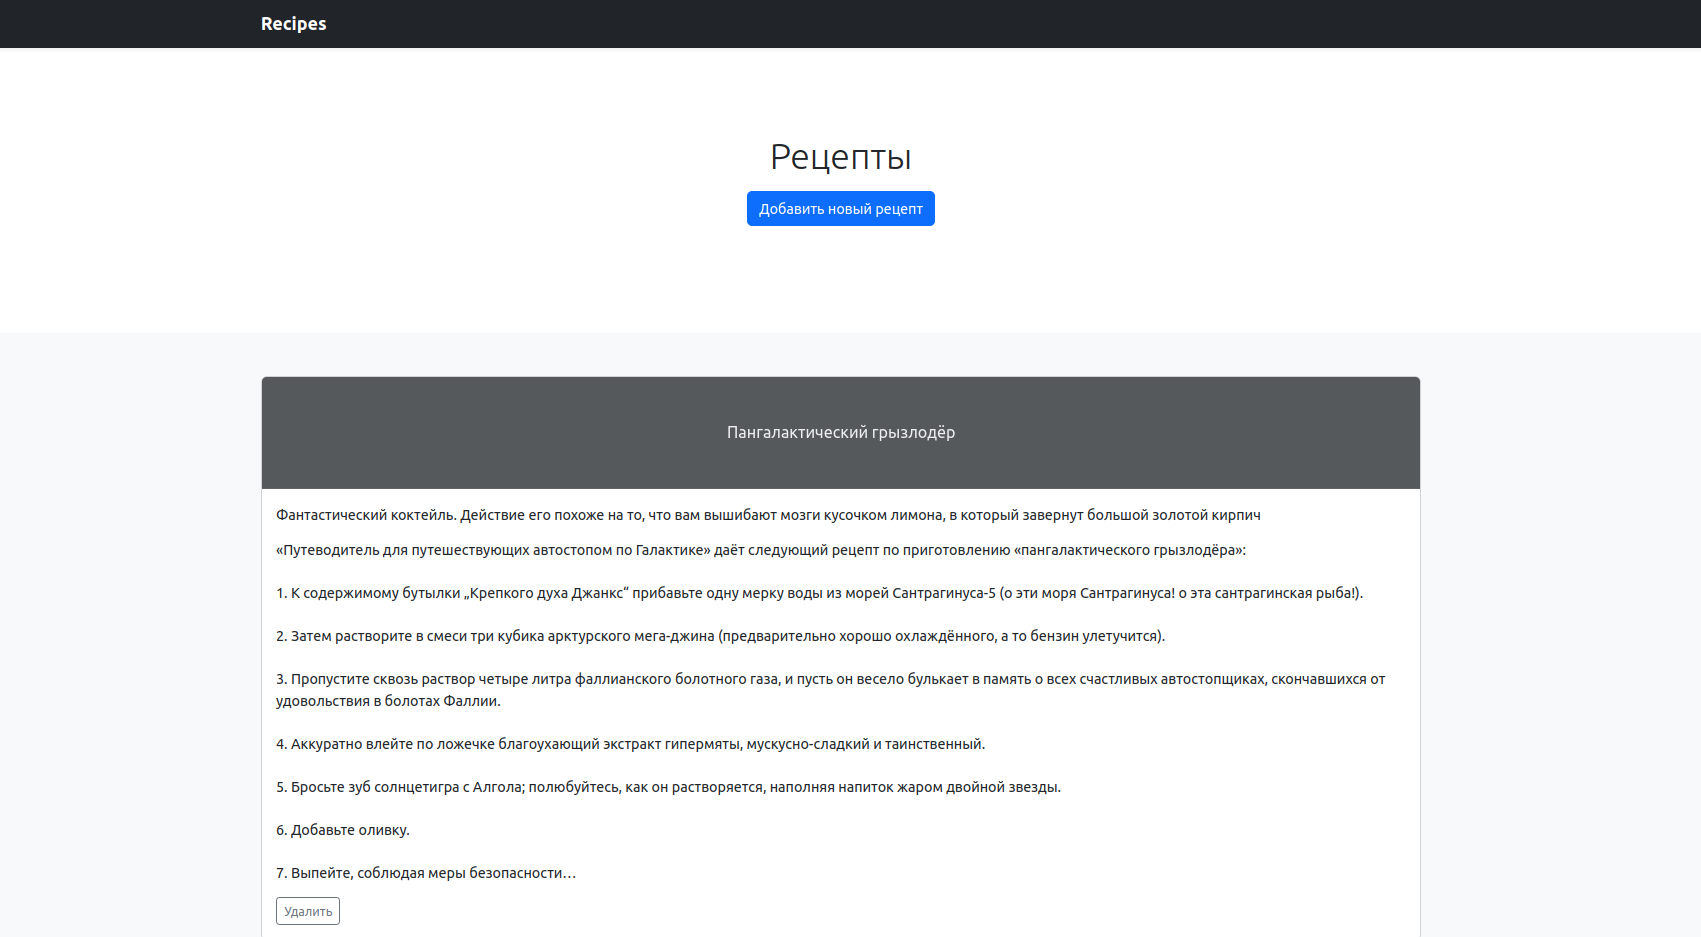 Recipes
Рецепты
Добавить новый рецепт
Пангалактический грызлодёр
Фантастический коктейль. Действие его похоже на то, что вам вышибают мозги кусочком лимона, в который завернут большой золотой кирпич
«Путеводитель для путешествующих автостопом по Галактике» даёт следующий рецепт по приготовлению «пангалактического грызлодёра»:
1. К содержимому бутылки „Крепкого духа Джанкс“ прибавьте одну мерку воды из морей Сантрагинуса-5 (о эти моря Сантрагинуса! о эта сантрагинская рыба!).
2. Затем растворите в смеси три кубика арктурского мега-джина (предварительно хорошо охлаждённого, а то бензин улетучится).
3. Пропустите сквозь раствор четыре литра фаллианского болотного газа, и пусть он весело булькает в память о всех счастливых автостопщиках, скончавшихся от
удовольствия в болотах Фаллии.
4. Аккуратно влейте по ложечке благоухающий экстракт гипермяты, мускусно-сладкий и таинственный.
5. Бросьте зуб солнцетигра с Алгола; полюбуйтесь, как он растворяется, наполняя напиток жаром двойной звезды.
6. Добавьте оливку.
7. Выпейте, соблюдая меры безопасности…
Удалить